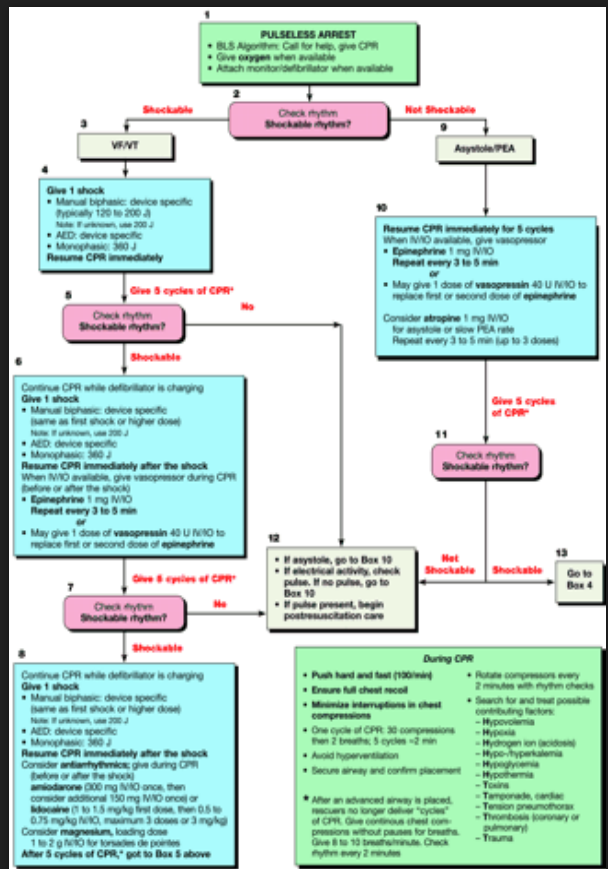 1
PULSELESS ARREST
• BLS Algorithm: Call for help, give CPR
• Give oxygen when available
• Attach monitor/defibrillator when available
Shockable
2
Check rhythm
Shockable rhythm?
Not Shockable
3
VF/VT
9
Asystole/PEA
4
Give 1 shock
• Manual biphasic: device specific
(typically 120 to 200 J)
Note: If unknown, use 200 J
• AED: device specific
• Monophasic: 360 J
Resume CPR immediately
10
Resume CPR immediately for 5 cycles
When IV/IO available, give vasopressor
• Epinephrine 1 mg IV/IO
Repeat every 3 to 5 min
or
• May give 1 dose of vasopressin 40 U IV/IO to
replace first or second dose of epinephrine
Consider atropine 1 mg IV/IO
for asystole or slow PEA rate
Repeat every 3 to 5 min (up to 3 doses)
Give 5 cycles of CPR*
5
Check rhythm
Shockable rhythm?
No
Shockable
6
Continue CPR while defibrillator is charging
Give 1 shock
• Manual biphasic: device specific
(same as first shock or higher dose)
Note: If unknown, use 200 J
• AED: device specific
• Monophasic: 360 J
Resume CPR immediately after the shock
When IV/IO available, give vasopressor during CPR
(before or after the shock)
• Epinephrine 1 mg IV/IO
Repeat every 3 to 5 min
or
• May give 1 dose of vasopressin 40 U IV/IO to
replace first or second dose of epinephrine
Give 5 cycles
of CPR*
11
Check rhythm
Shockable rhythm?
12
• If asystole, go to Box 10
• If electrical activity, check
pulse. If no pulse, go to
Box 10
• If pulse present, begin
postresuscitation care
Not
Shockable
Shockable
13
Go to
Box 4
Give 5 cycles of CPR*
7
Check rhythm
Shockable rhythm?
No
Shockable
8
Continue CPR while defibrillator is charging
Give 1 shock
• Manual biphasic: device specific
(same as first shock or higher dose)
Note: If unknown, use 200 J
• AED: device specific
• Monophasic: 360 J
Resume CPR immediately after the shock
Consider antiarrhythmics; give during CPR
(before or after the shock)
amiodarone (300 mg IV/IO once, then
consider additional 150 mg IV/IO once) or
lidocaine (1 to 1.5 mg/kg first dose, then 0.5 to
0.75 mg/kg IV/IO, maximum 3 doses or 3 mg/kg)
Consider magnesium, loading dose
1 to 2 g IV/IO for torsades de pointes
After 5 cycles of CPR,* got to Box 5 above
During CPR
• Push hard and fast (100/min)
• Ensure full chest recoil
• Minimize interruptions in chest
compressions
• One cycle of CPR: 30 compressions
then 2 breaths; 5 cycles ~2 min
• Avoid hyperventilation
• Secure airway and confirm placement
* After an advanced airway is placed,
rescuers no longer deliver "cycles"
of CPR. Give continous chest com-
pressions without pauses for breaths.
Give 8 to 10 breaths/minute. Check
rhythm every 2 minutes
• Rotate compressors every
2 minutes with rhythm checks
• Search for and treat possible
contributing factors:
– Hypovolemia
– Hypoxia
– Hydrogen ion (acidosis)
– Hypo-/hyperkalemia
– Hypoglycemia
– Hypothermia
– Toxins
– Tamponade, cardiac
– Tension pneumothorax
– Thrombosis (coronary or
pulmonary)
– Trauma